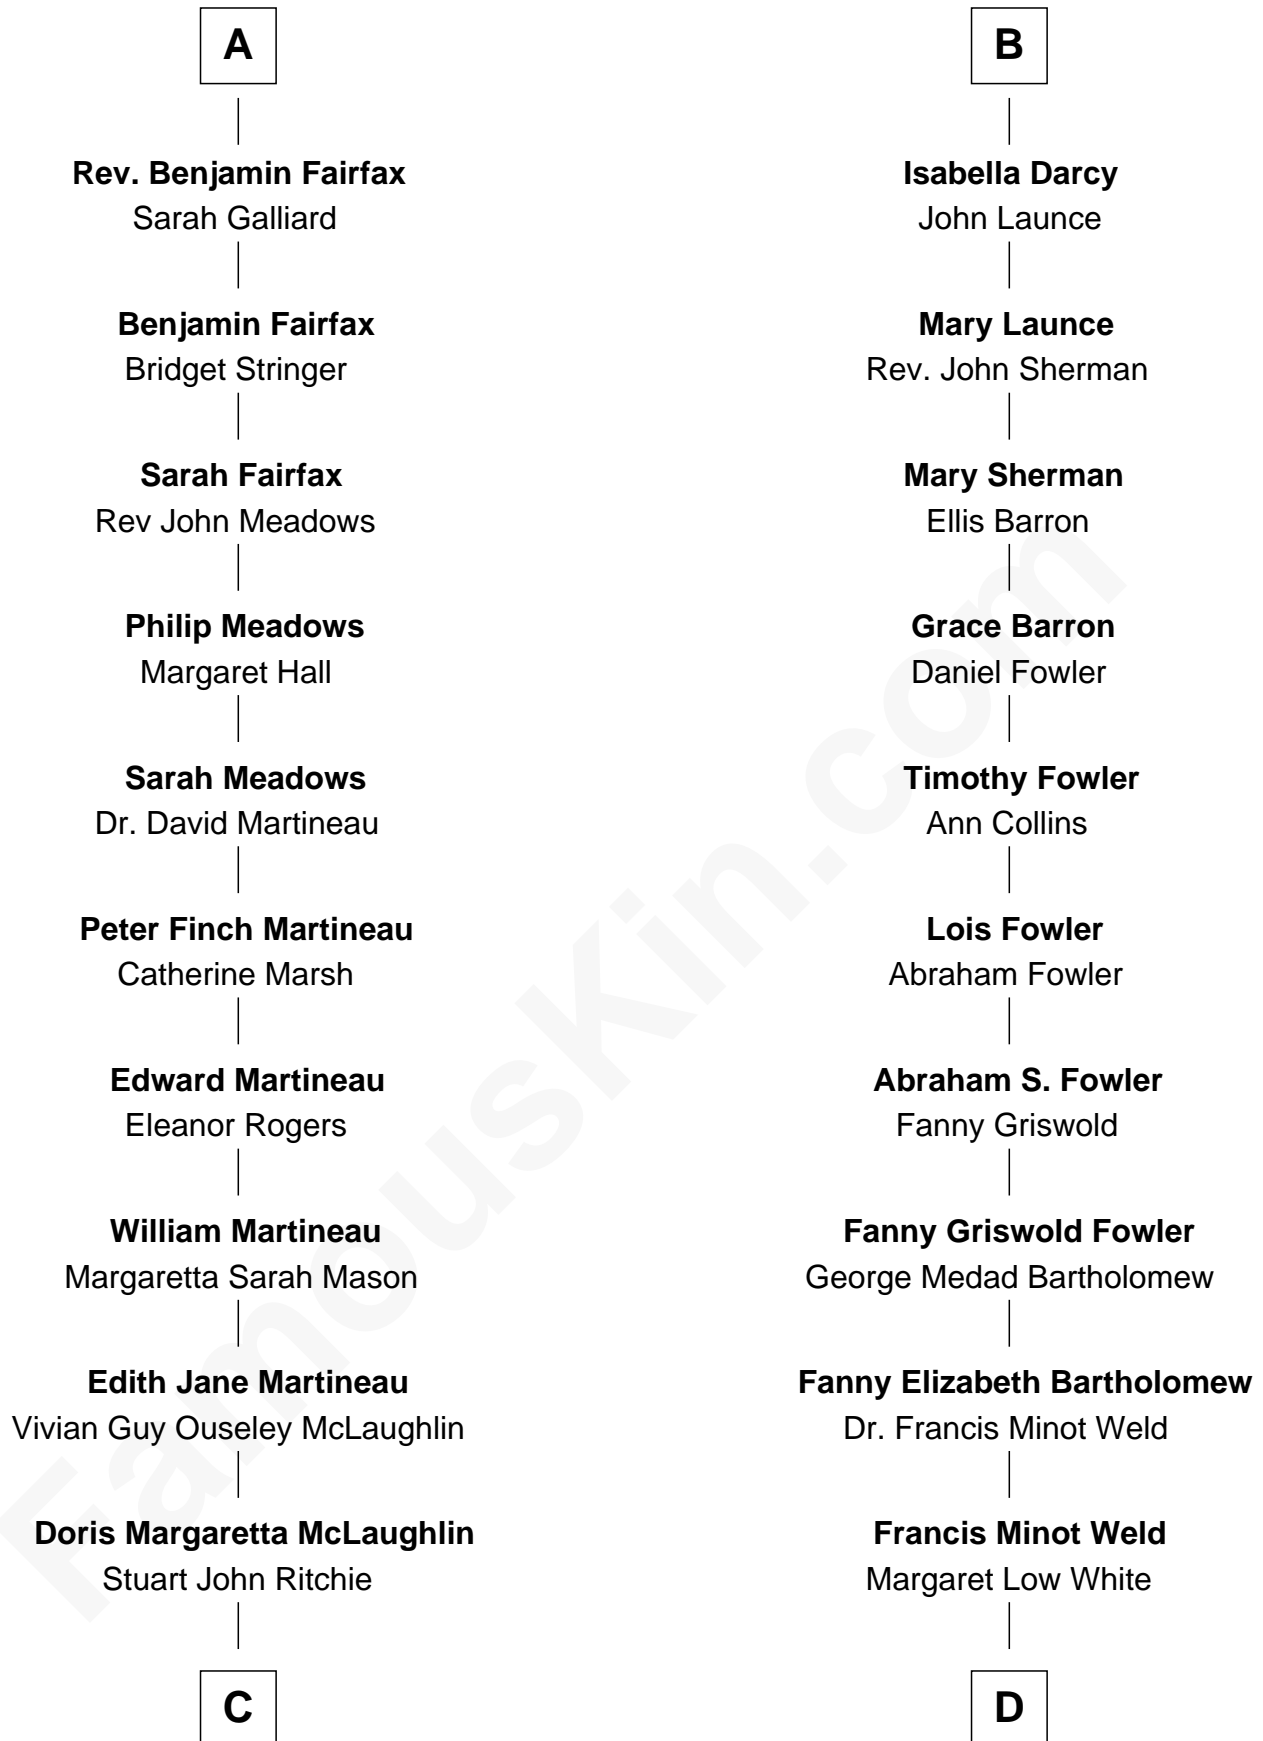 A
Rev. Benjamin Fairfax
Sarah Galliard
Benjamin Fairfax
Bridget Stringer
Sarah Fairfax
Rev John Meadows
Philip Meadows
Margaret Hall
Sarah Meadows
Dr. David Martineau
Peter Finch Martineau
Catherine Marsh
Edward Martineau
Eleanor Rogers
William Martineau
Margaretta Sarah Mason
Edith Jane Martineau
Vivian Guy Ouseley McLaughlin
Doris Margaretta McLaughlin
Stuart John Ritchie
C
B
Isabella Darcy
John Launce
Mary Launce
Rev. John Sherman
Mary Sherman
Ellis Barron
Grace Barron
Daniel Fowler
Timothy Fowler
Ann Collins
Lois Fowler
Abraham Fowler
Abraham S. Fowler
Fanny Griswold
Fanny Griswold Fowler
George Medad Bartholomew
Fanny Elizabeth Bartholomew
Dr. Francis Minot Weld
Francis Minot Weld
Margaret Low White
D
FamousKin.com